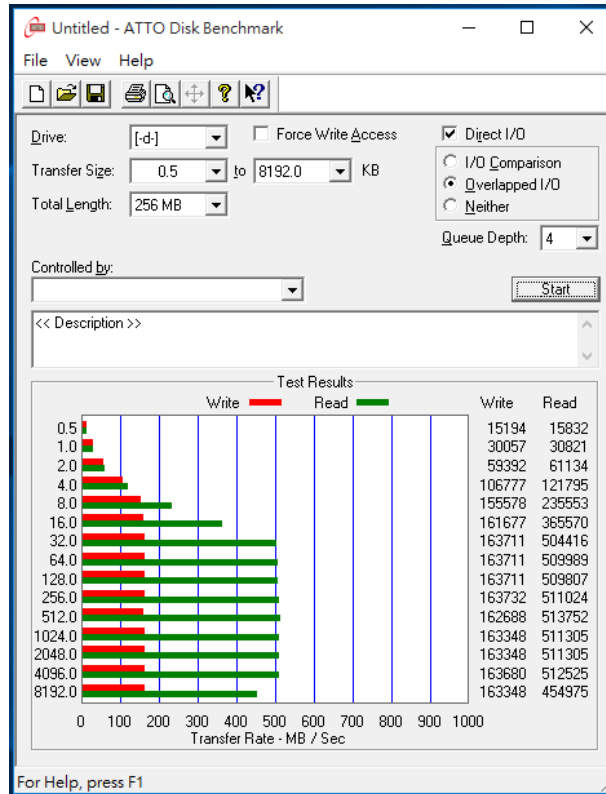 Untitled - ATTO Disk Benchmark
File View Help
Drive: [-d-] Force Write Access Direct I/O
Transfer Size: 0.5 to 8192.0 KB
I/O Comparison
Overlapped I/O
Neither
Total Length: 256 MB
Queue Depth: 4
Controlled by:
Start
<< Description >>
Test Results
Write Read Write Read
0.5 15194 15832
1.0 30057 30821
2.0 59392 61134
4.0 106777 121795
8.0 155578 235553
16.0 161677 365570
32.0 163711 504416
64.0 163711 509989
128.0 163711 509807
256.0 163732 511024
512.0 162688 513752
1024.0 163348 511305
2048.0 163348 511305
4096.0 163680 512525
8192.0 163348 454975
0 100 200 300 400 500 600 700 800 900 1000
Transfer Rate - MB / Sec
For Help, press F1